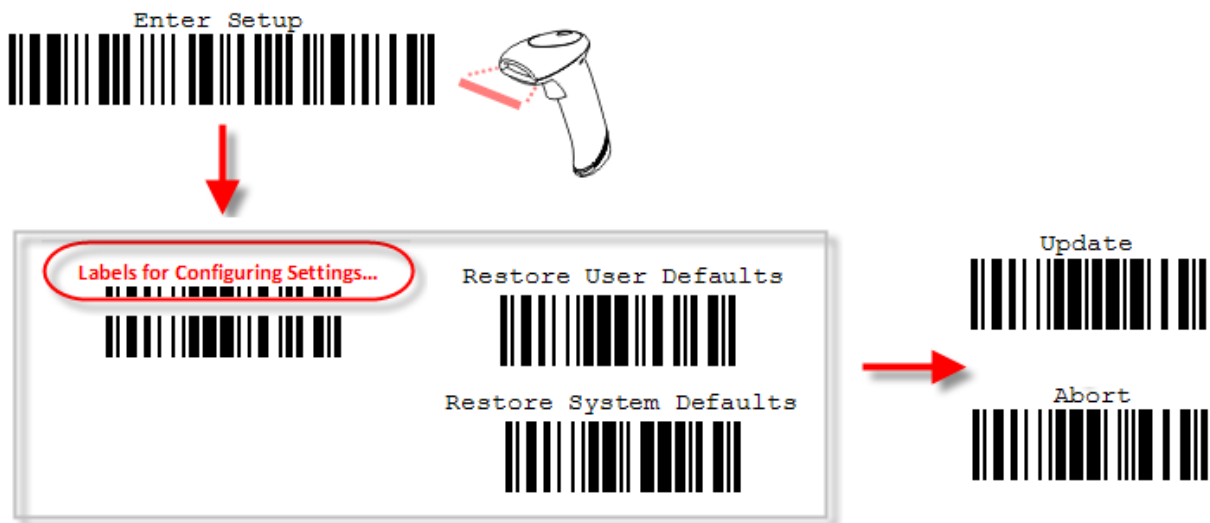 Enter Setup
Labels for Configuring Settings...
Restore User Defaults
Restore System Defaults
Update
Abort